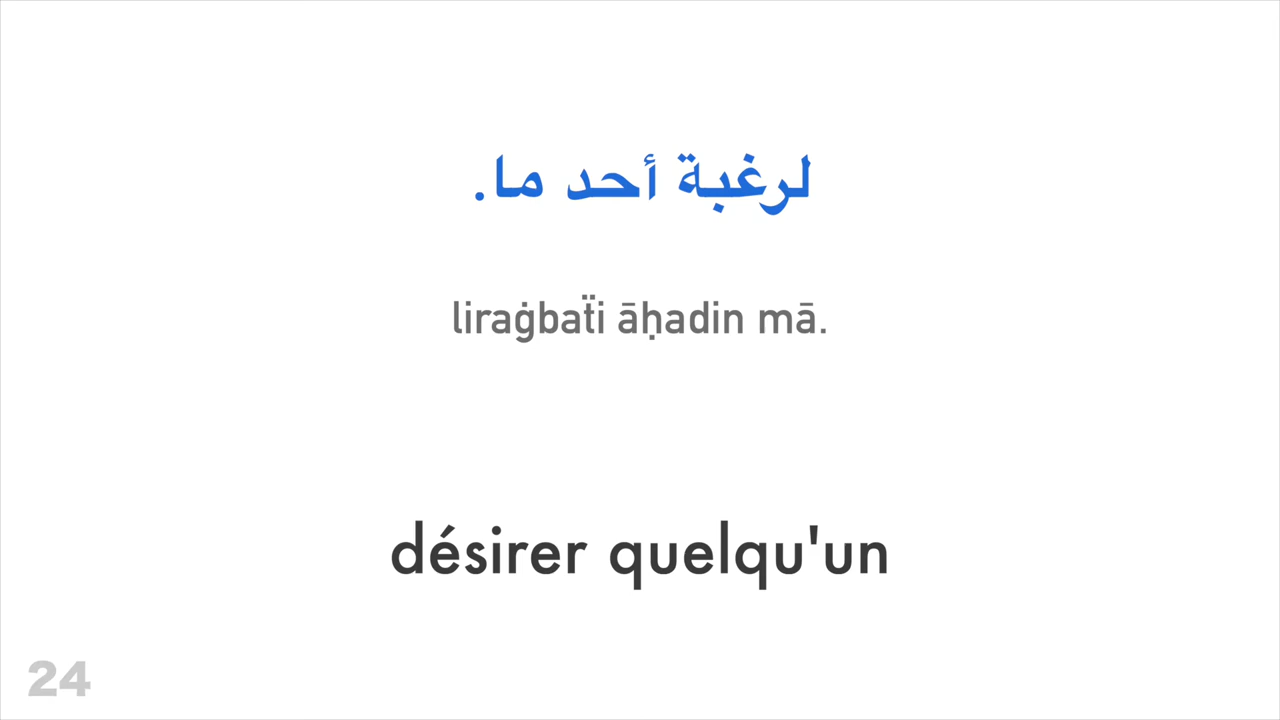 لرغبة أحد ما.
liraġbaẗi āḥadin mā.
désirer quelqu'un
24